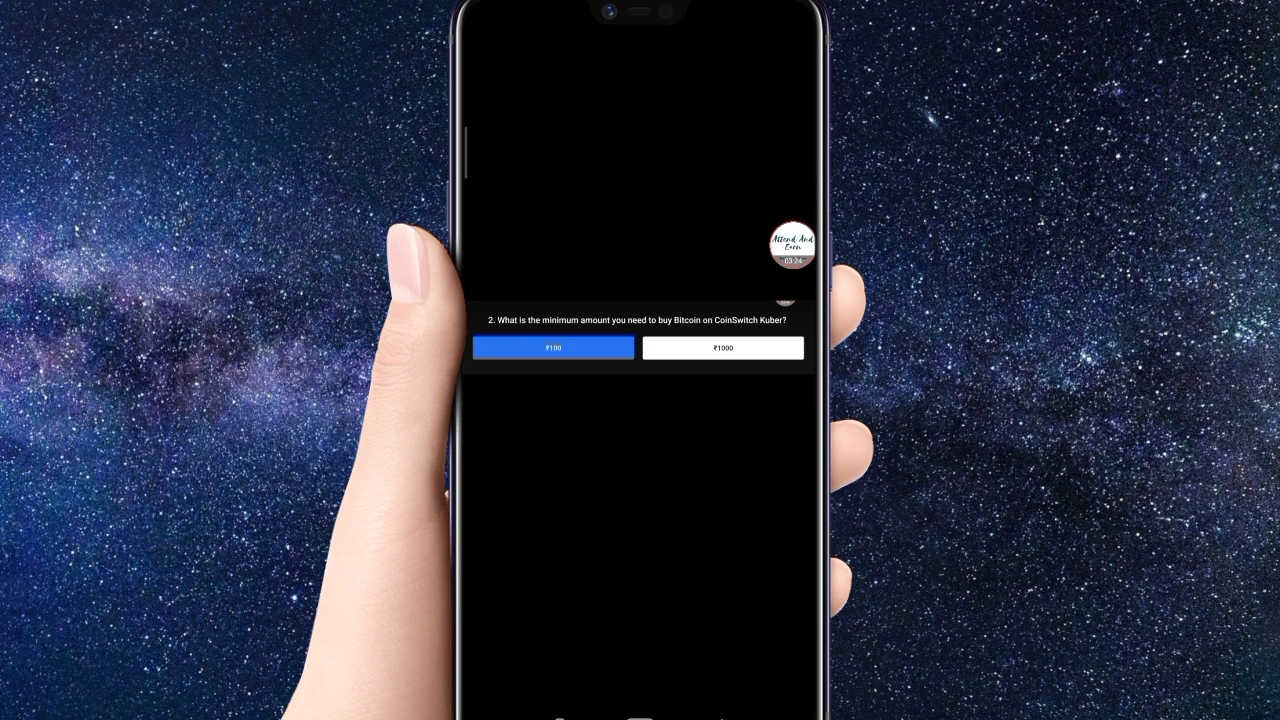 Attend And
Earn
03:24
2. What is the minimum amount you need to buy Bitcoin on CoinSwitch Kuber?
₹100
₹1000